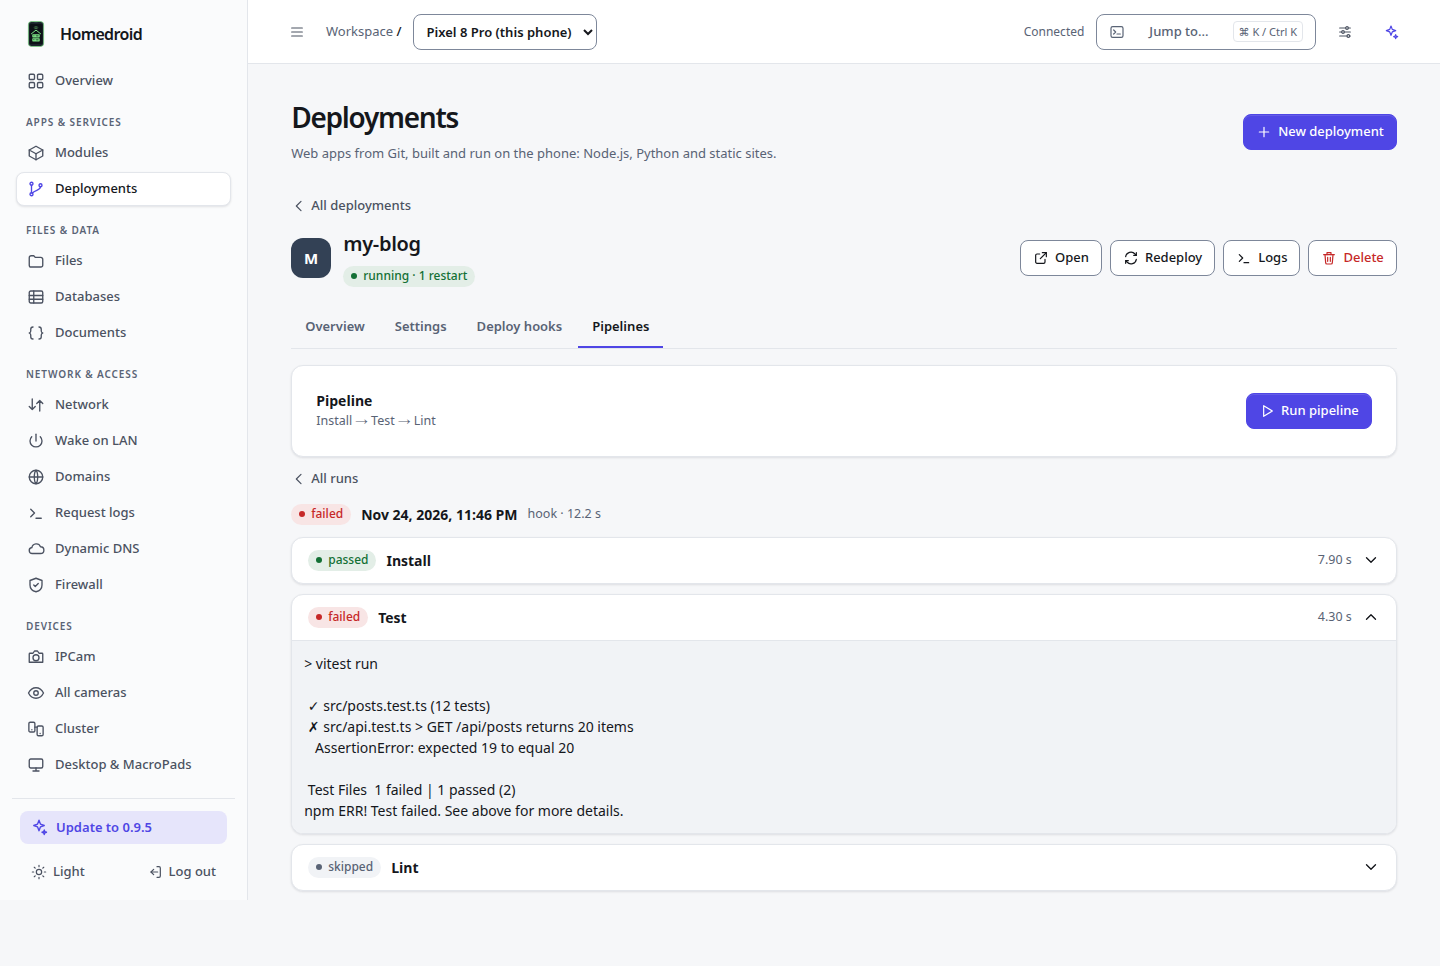 Homedroid
Overview
APPS & SERVICES
Modules
Deployments
FILES & DATA
Files
Databases
Documents
NETWORK & ACCESS
Network
Wake on LAN
Domains
Request logs
Dynamic DNS
Firewall
DEVICES
IPCam
All cameras
Cluster
Desktop & MacroPads
Update to 0.9.5
Light
Log out
Workspace /
Pixel 8 Pro (this phone)
Connected
Jump to...
⌘ K / Ctrl K
Deployments
Web apps from Git, built and run on the phone: Node.js, Python and static sites.
New deployment
All deployments
M
my-blog
running · 1 restart
Open
Redeploy
Logs
Delete
Overview
Settings
Deploy hooks
Pipelines
Pipeline
Install → Test → Lint
Run pipeline
All runs
failed
Nov 24, 2026, 11:46 PM
hook · 12.2 s
passed
Install
7.90 s
failed
Test
4.30 s
> vitest run
✓ src/posts.test.ts (12 tests)
✗ src/api.test.ts > GET /api/posts returns 20 items
AssertionError: expected 19 to equal 20
Test Files 1 failed | 1 passed (2)
npm ERR! Test failed. See above for more details.
skipped
Lint